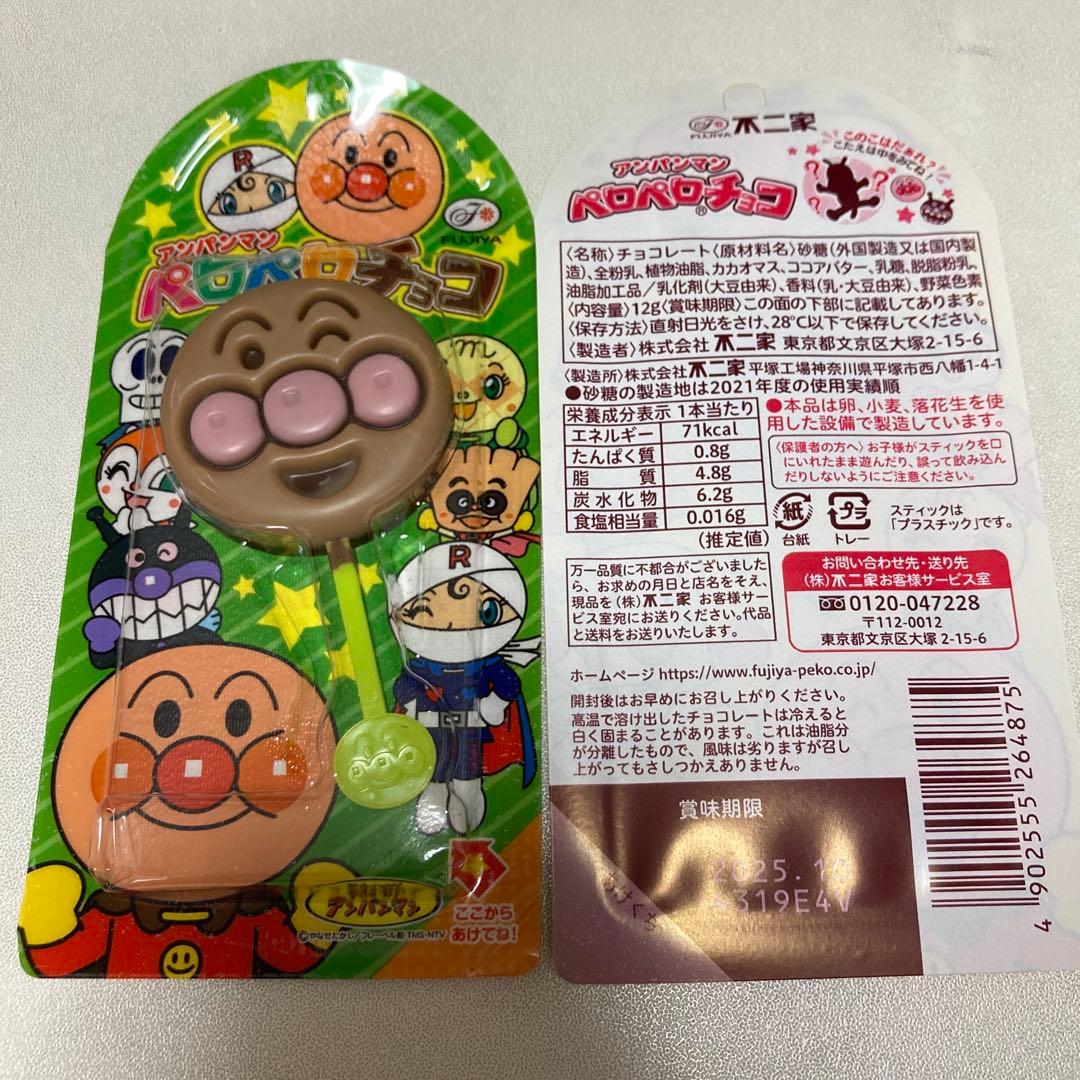 R
FUJIYA
アンパンマン
ペロペロチョコ
R
それいけ!
アンパンマン
©やなせたかし/フレーベル館・TMS・NTV
ここから
あけてね!
FUJIYA 不二家
このこはだあれ?
こたえは中をみてね!
アンパンマン
ペロペロチョコ®
〈名称〉チョコレート〈原材料名〉砂糖(外国製造又は国内製
造)、全粉乳、植物油脂、カカオマス、ココアバター、乳糖、脱脂粉乳、
油脂加工品/乳化剤(大豆由来)、香料(乳・大豆由来)、野菜色素
〈内容量〉12g〈賞味期限〉この面の下部に記載してあります。
〈保存方法〉直射日光をさけ、28℃以下で保存してください。
〈製造者〉株式会社 不二家 東京都文京区大塚2-15-6
〈製造所〉株式会社不二家 平塚工場神奈川県平塚市西八幡1-4-1
●砂糖の製造地は2021年度の使用実績順
栄養成分表示 1本当たり
エネルギー 71kcal
たんぱく質 0.8g
脂質 4.8g
炭水化物 6.2g
食塩相当量 0.016g
(推定値)
●本品は卵、小麦、落花生を使
用した設備で製造しています。
〈保護者の方へ〉お子様がスティックを口
にいれたまま遊んだり、誤って飲み込ん
だりしないようにご注意ください。
紙
台紙
プラ
トレー
スティックは
「プラスチック」です。
万一品質に不都合がございました
ら、お求めの月日と店名をそえ、
現品を(株)不二家 お客様サー
ビス室宛にお送りください。代品
と送料をお送りいたします。
お問い合わせ先・送り先
(株)不二家お客様サービス室
0120-047228
〒112-0012
東京都文京区大塚 2-15-6
ホームページ https://www.fujiya-peko.co.jp/
開封後はお早めにお召し上がりください。
高温で溶け出したチョコレートは冷えると
白く固まることがあります。これは油脂分
が分離したもので、風味は劣りますが召し
上がってもさしつかえありません。
賞味期限
2025.10
319E4V
あけくち
4 902555 264875